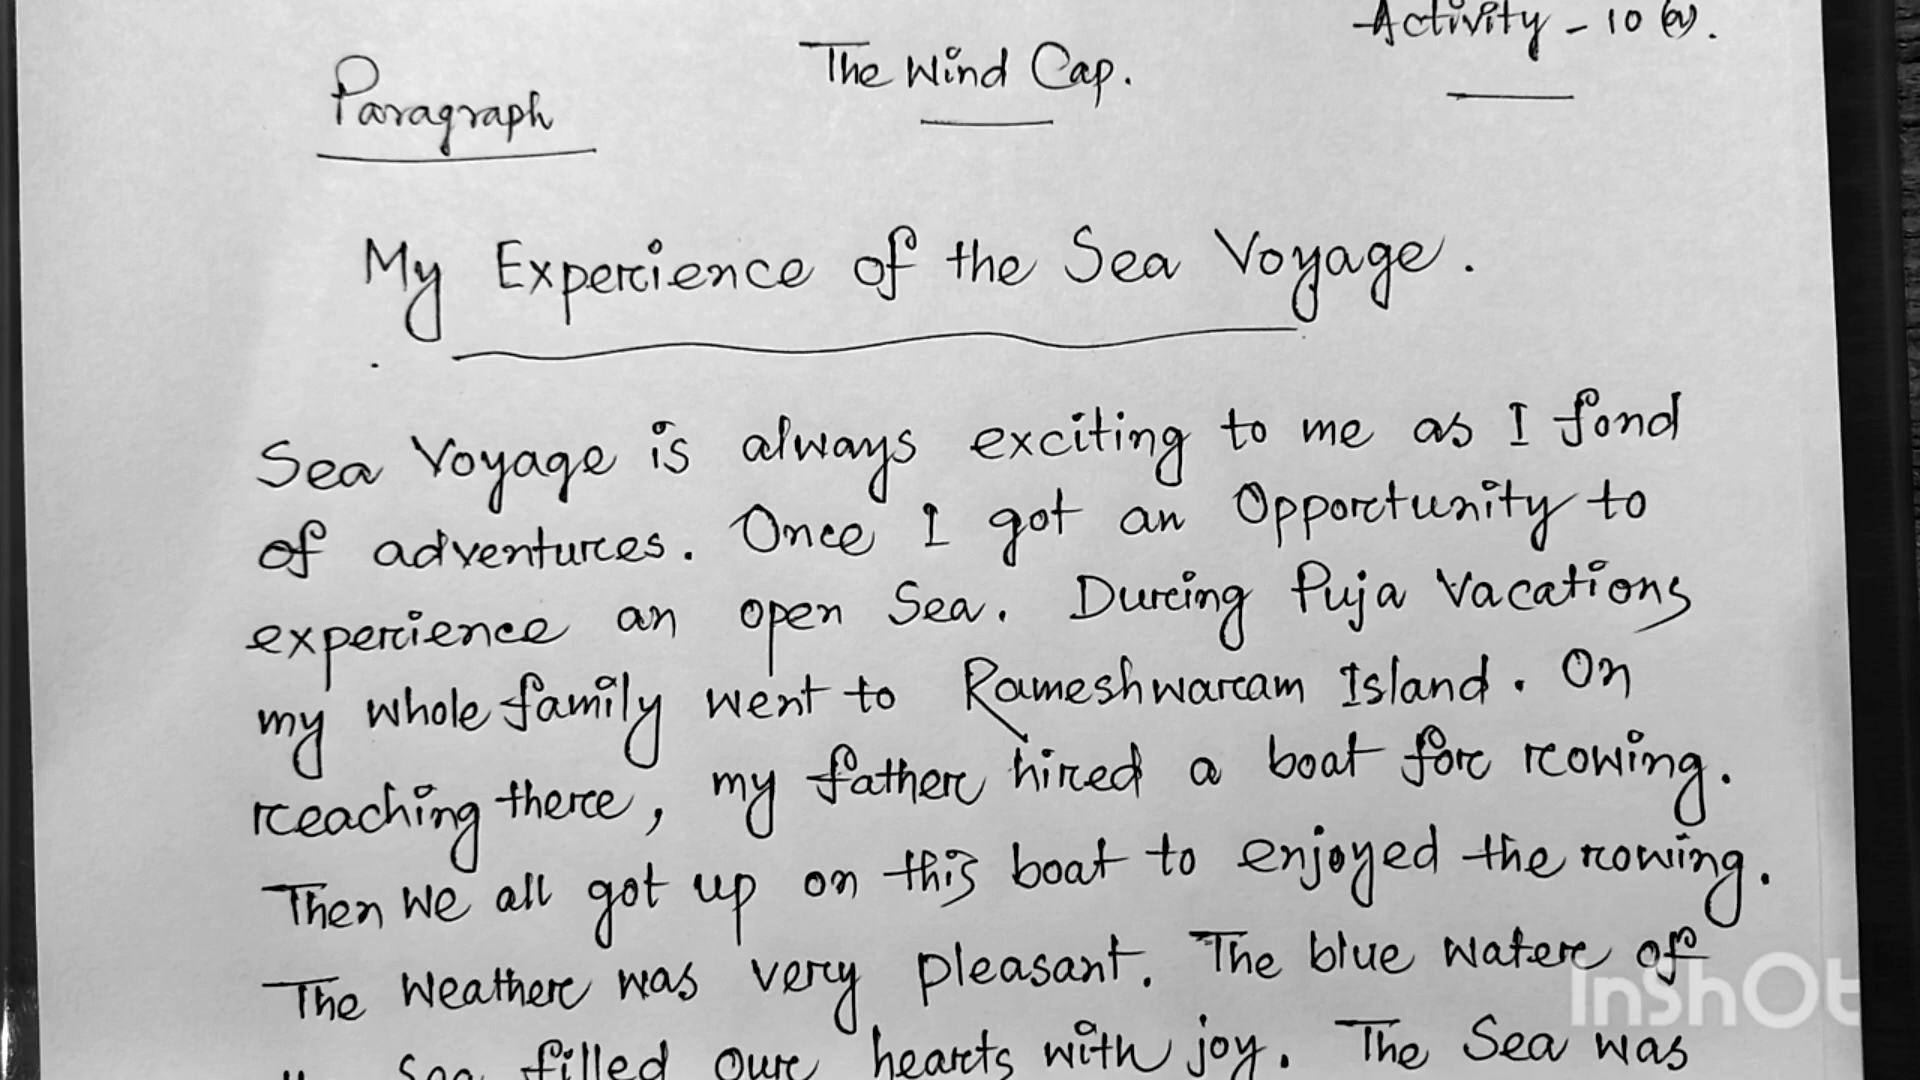 Activity - 10 (a).
The Wind Cap.
Paragraph
My Experience of the Sea Voyage.
Sea Voyage is always exciting to me as I fond
of adventures. Once I got an Opportunity to
experience an open Sea. During Puja Vacations
my whole family went to Rameshwaram Island. On
reaching there, my father hired a boat for rowing.
Then We all got up on this boat to enjoyed the rowing.
The Weather was very pleasant. The blue Water of
Sea filled our hearts with joy. The Sea was
InShOt